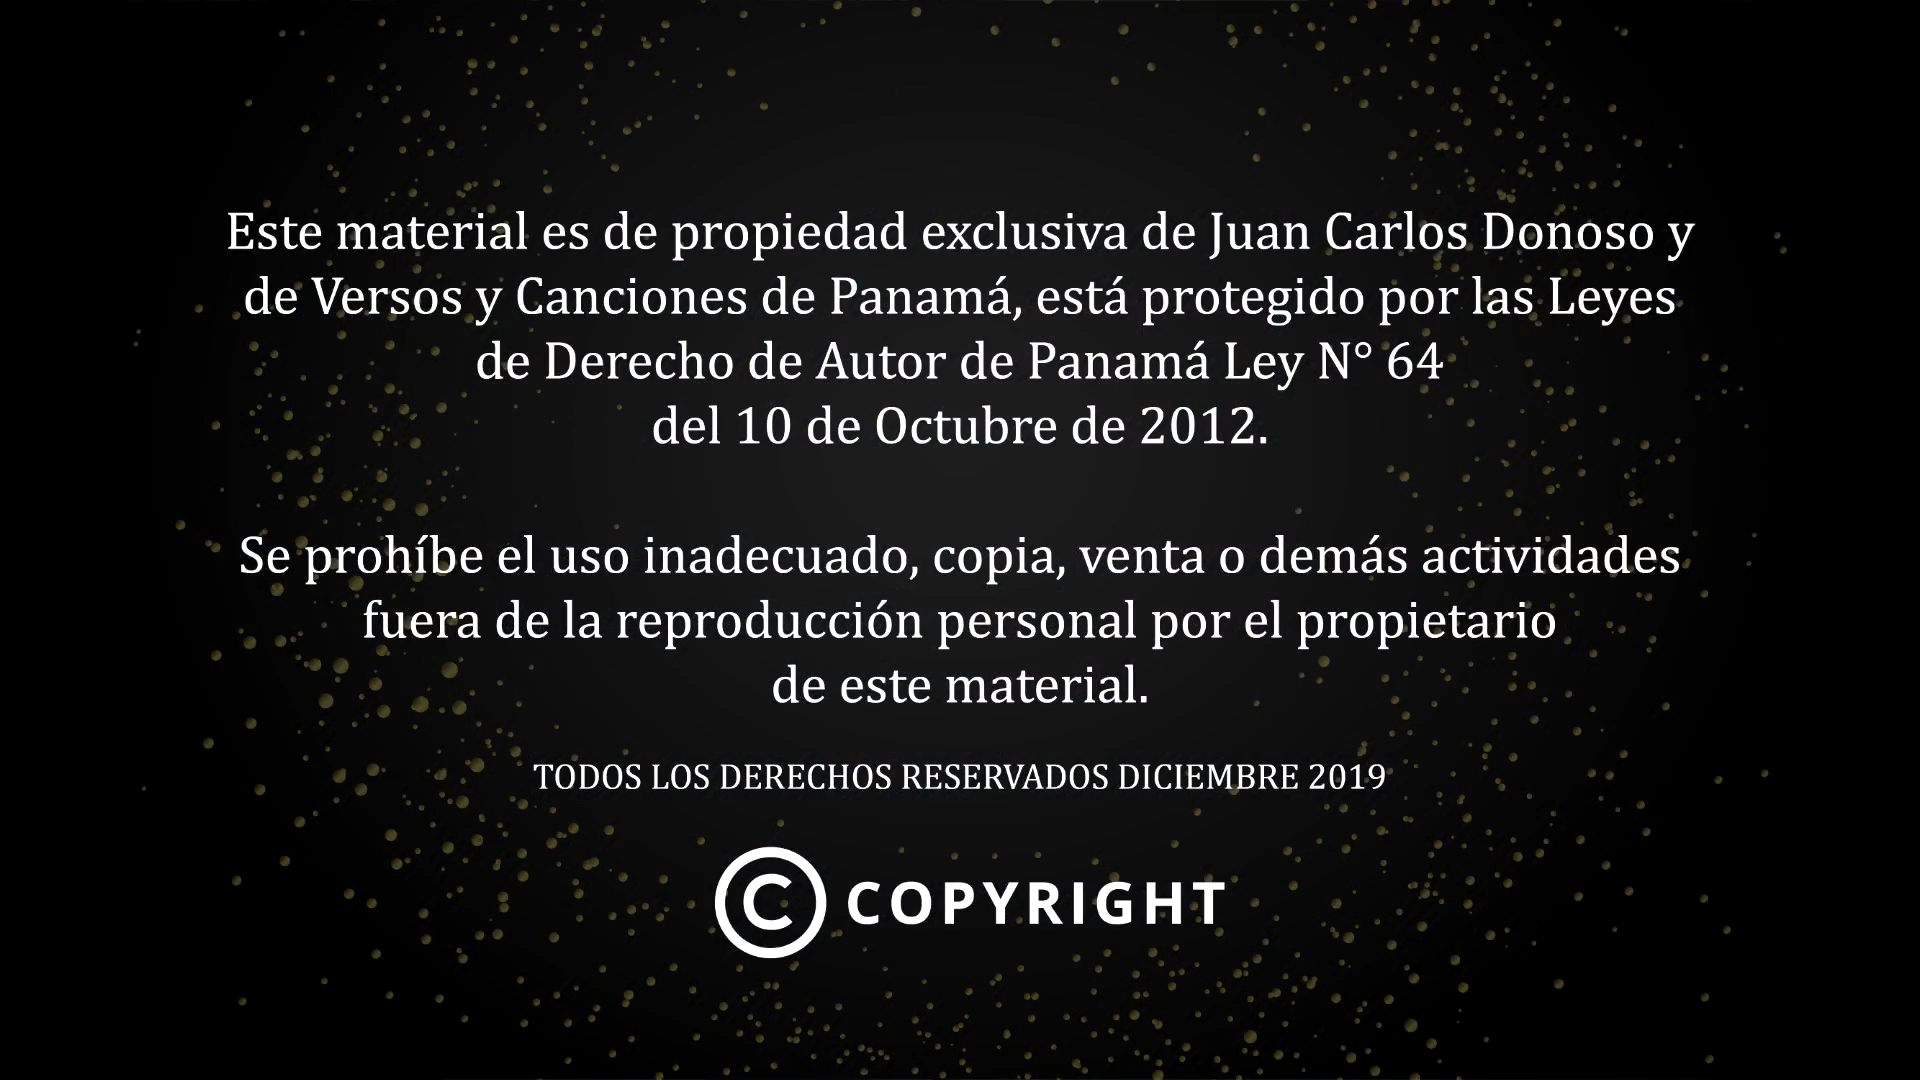 Este material es de propiedad exclusiva de Juan Carlos Donoso y
de Versos y Canciones de Panamá, está protegido por las Leyes
de Derecho de Autor de Panamá Ley N° 64
del 10 de Octubre de 2012.
Se prohíbe el uso inadecuado, copia, venta o demás actividades
fuera de la reproducción personal por el propietario
de este material.
TODOS LOS DERECHOS RESERVADOS DICIEMBRE 2019
© COPYRIGHT